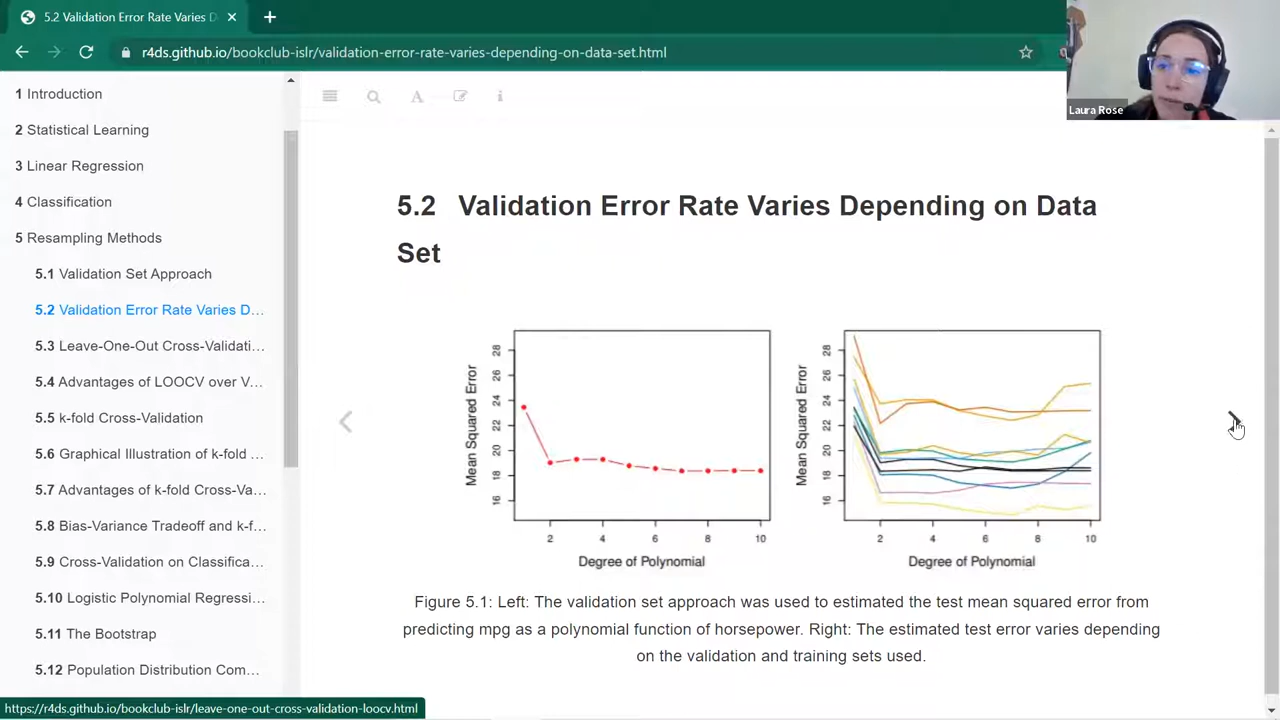 5.2 Validation Error Rate Varies D
r4ds.github.io/bookclub-islr/validation-error-rate-varies-depending-on-data-set.html
Laura Rose
1 Introduction
2 Statistical Learning
3 Linear Regression
4 Classification
5 Resampling Methods
5.1 Validation Set Approach
5.2 Validation Error Rate Varies D...
5.3 Leave-One-Out Cross-Validati...
5.4 Advantages of LOOCV over V...
5.5 k-fold Cross-Validation
5.6 Graphical Illustration of k-fold ...
5.7 Advantages of k-fold Cross-Va...
5.8 Bias-Variance Tradeoff and k-f...
5.9 Cross-Validation on Classifica...
5.10 Logistic Polynomial Regressi...
5.11 The Bootstrap
5.12 Population Distribution Com...
A
i
5.2 Validation Error Rate Varies Depending on Data
Set
Mean Squared Error
28
26
24
22
20
18
16
2 4 6 8 10
Degree of Polynomial
Mean Squared Error
28
26
24
22
20
18
16
2 4 6 8 10
Degree of Polynomial
Figure 5.1: Left: The validation set approach was used to estimated the test mean squared error from
predicting mpg as a polynomial function of horsepower. Right: The estimated test error varies depending
on the validation and training sets used.
https://r4ds.github.io/bookclub-islr/leave-one-out-cross-validation-loocv.html